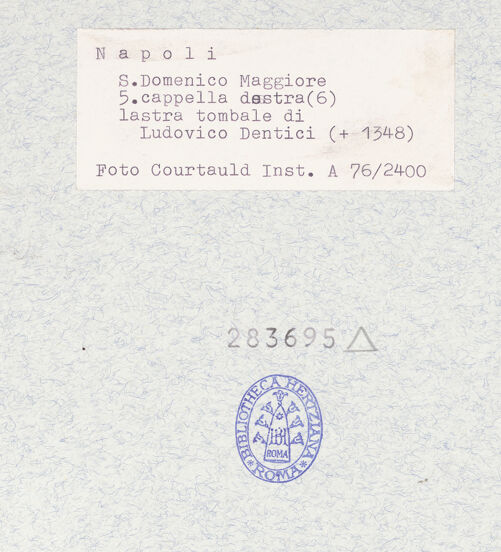 Napoli
S.Domenico Maggiore
5.cappella destra(6)
lastra tombale di
Ludovico Dentici (+ 1348)
Foto Courtauld Inst. A 76/2400
283695 △
BIBLIOTHECA HERTZIANA
ROMA
* ROMA *